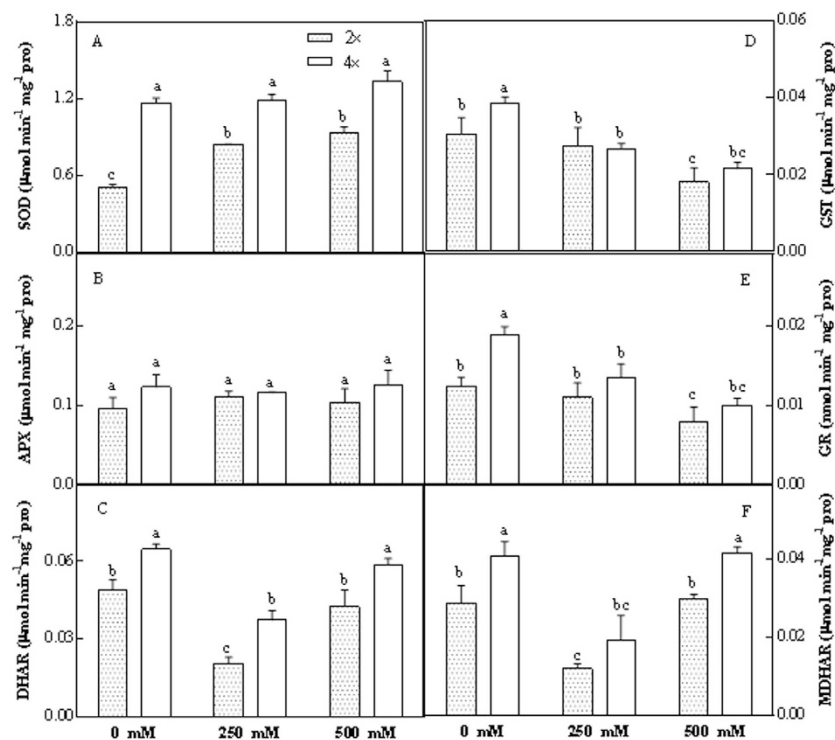 1.8
1.2
0.6
0.0
SOD (µmol min⁻¹ mg⁻¹ pro)
A
2×
4×
c
a
b
a
b
a
D
b
a
b
b
c
bc
0.06
0.04
0.02
0.00
GST (µmol min⁻¹ mg⁻¹ pro)
0.2
0.1
0.0
APX (µmol min⁻¹ mg⁻¹ pro)
B
a
a
a
a
a
a
E
b
a
b
b
c
bc
0.02
0.01
0.00
GR (nmol min⁻¹ mg⁻¹ pro)
0.06
0.03
0.00
DHAR (µmol min⁻¹mg⁻¹ pro)
C
b
a
c
b
b
a
F
b
a
c
bc
b
a
0.04
0.02
0.00
MDHAR (µmol min⁻¹ mg⁻¹ pro)
0 mM 250 mM 500 mM
0 mM 250 mM 500 mM